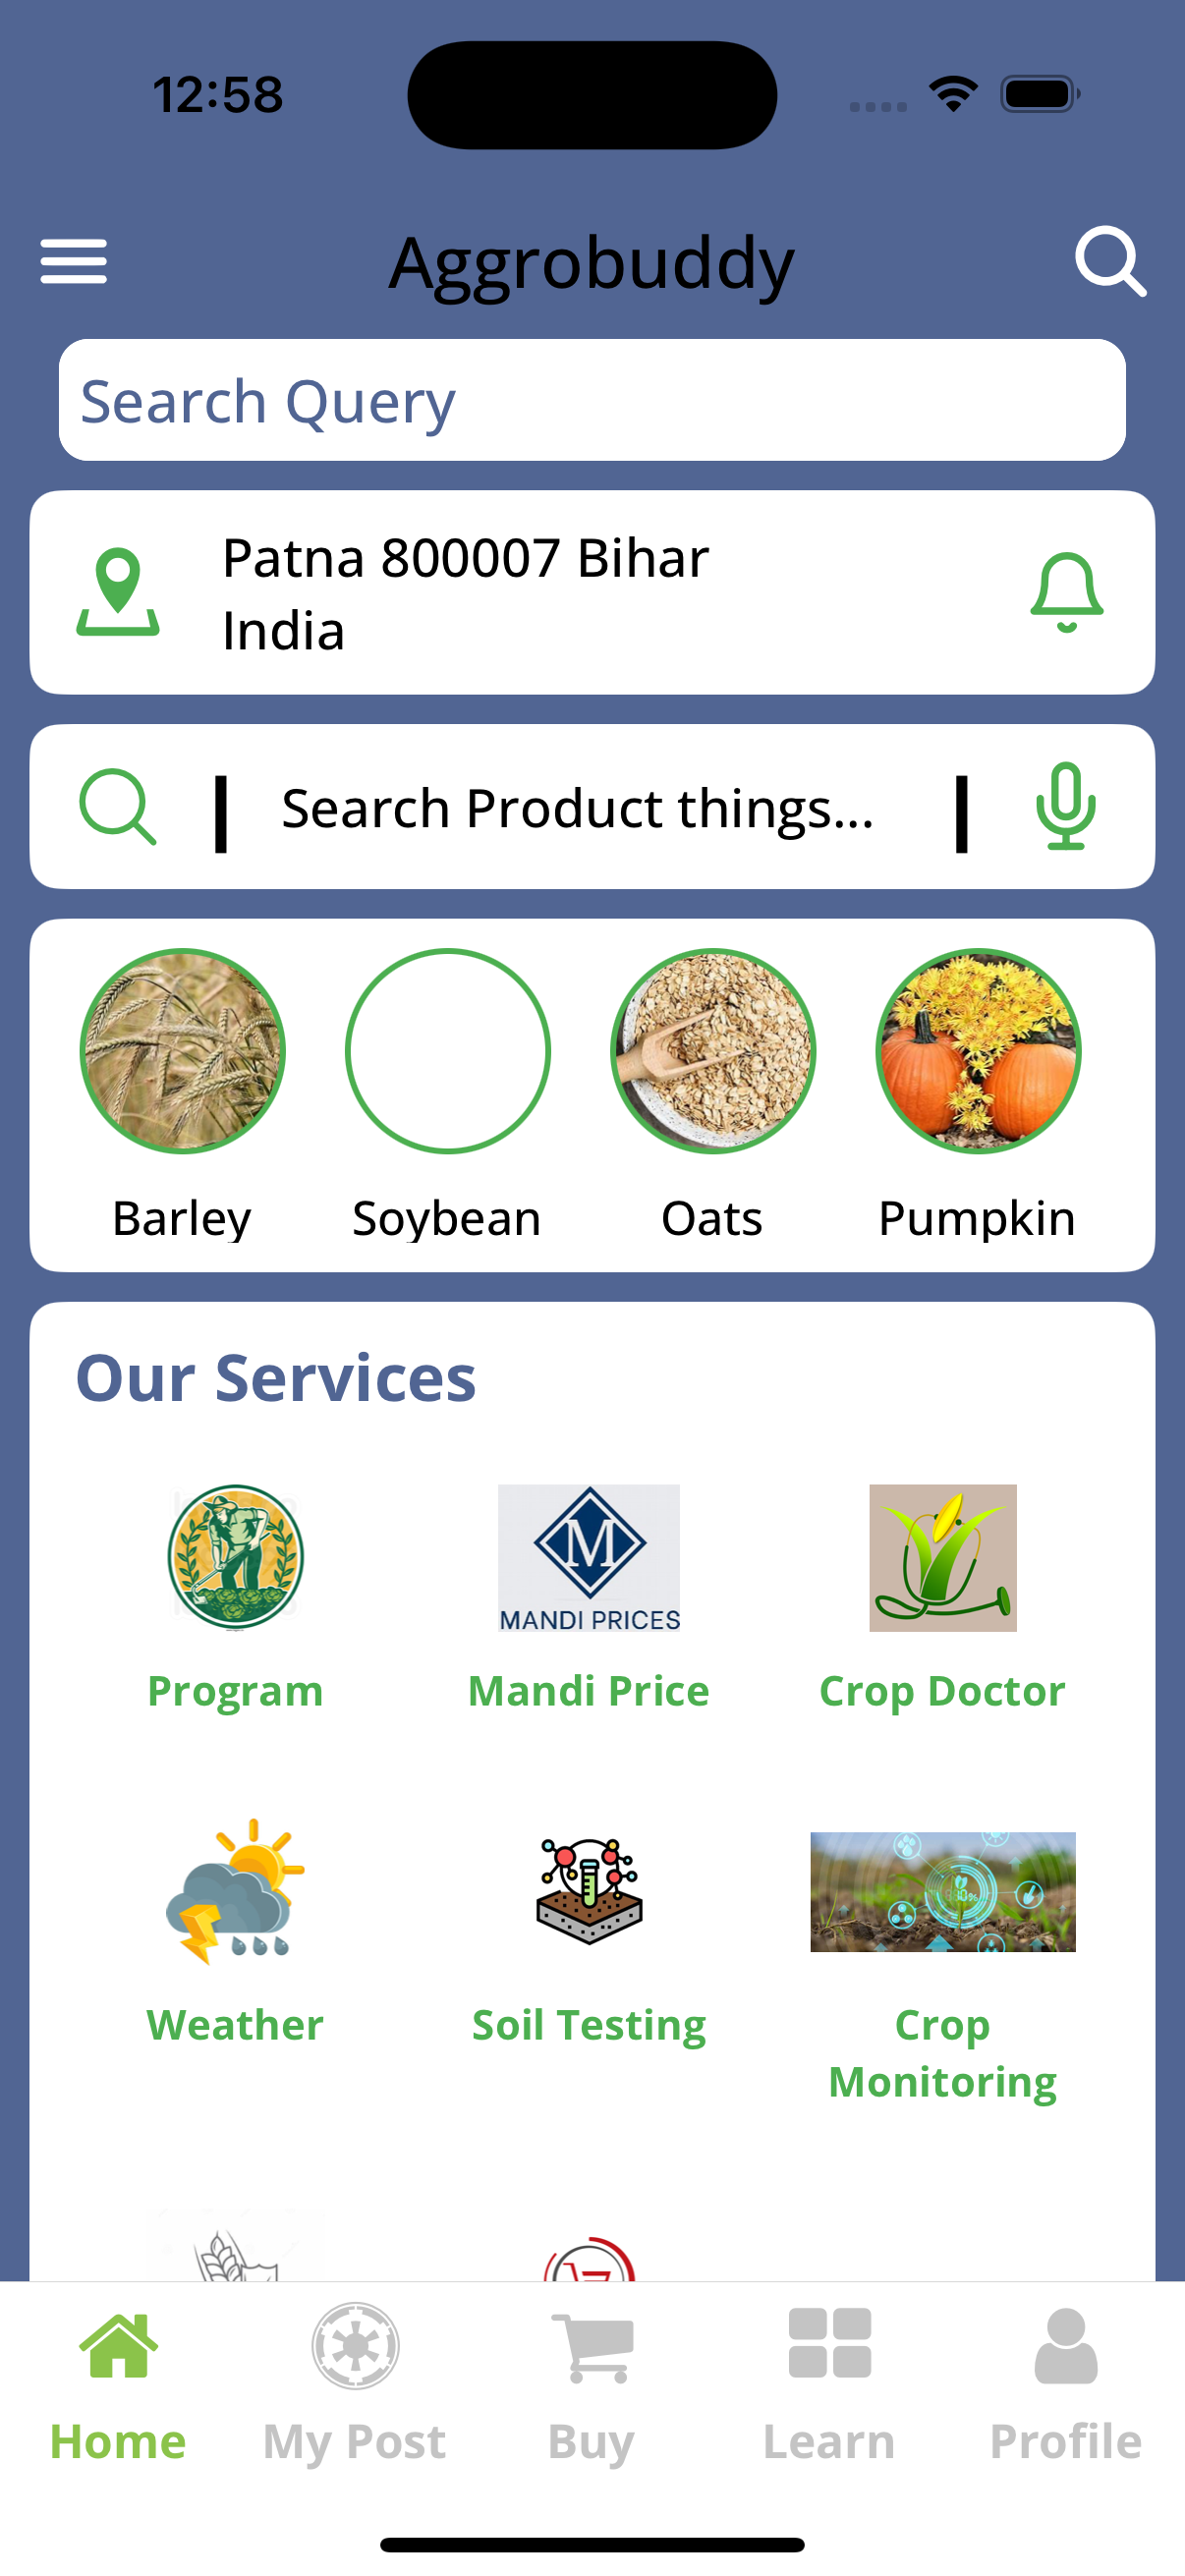 12:58
Aggrobuddy
Search Query
Patna 800007 Bihar
India
Search Product things...
Barley
Soybean
Oats
Pumpkin
Our Services
M
MANDI PRICES
Program
Mandi Price
Crop Doctor
Weather
Soil Testing
Crop
Monitoring
Home
My Post
Buy
Learn
Profile